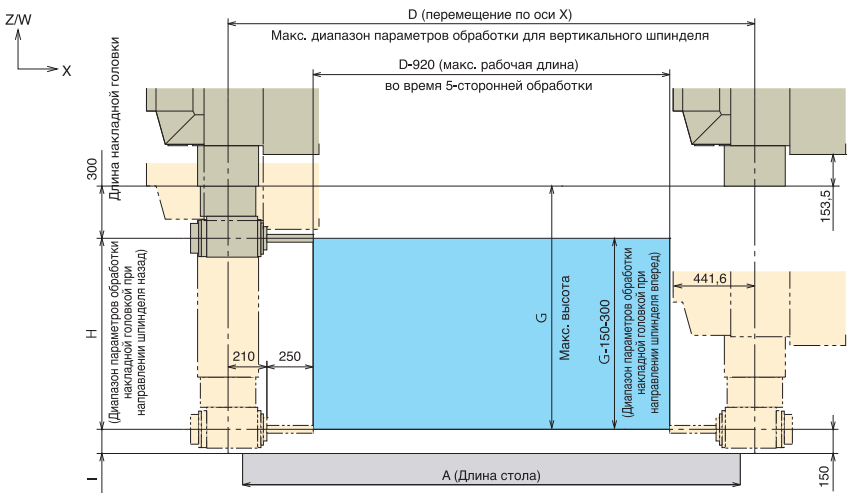 Z/W
X
D (перемещение по оси X)
Макс. диапазон параметров обработки для вертикального шпинделя
D-920 (макс. рабочая длина)
во время 5-сторонней обработки
Длина накладной головки
300
153,5
441,6
H
(Диапазон параметров обработки
накладной головкой при
направлении шпинделя назад)
210
250
G
Макс. высота
G-150-300
(Диапазон параметров обработки
накладной головкой при
направлении шпинделя вперед)
I
A (Длина стола)
150